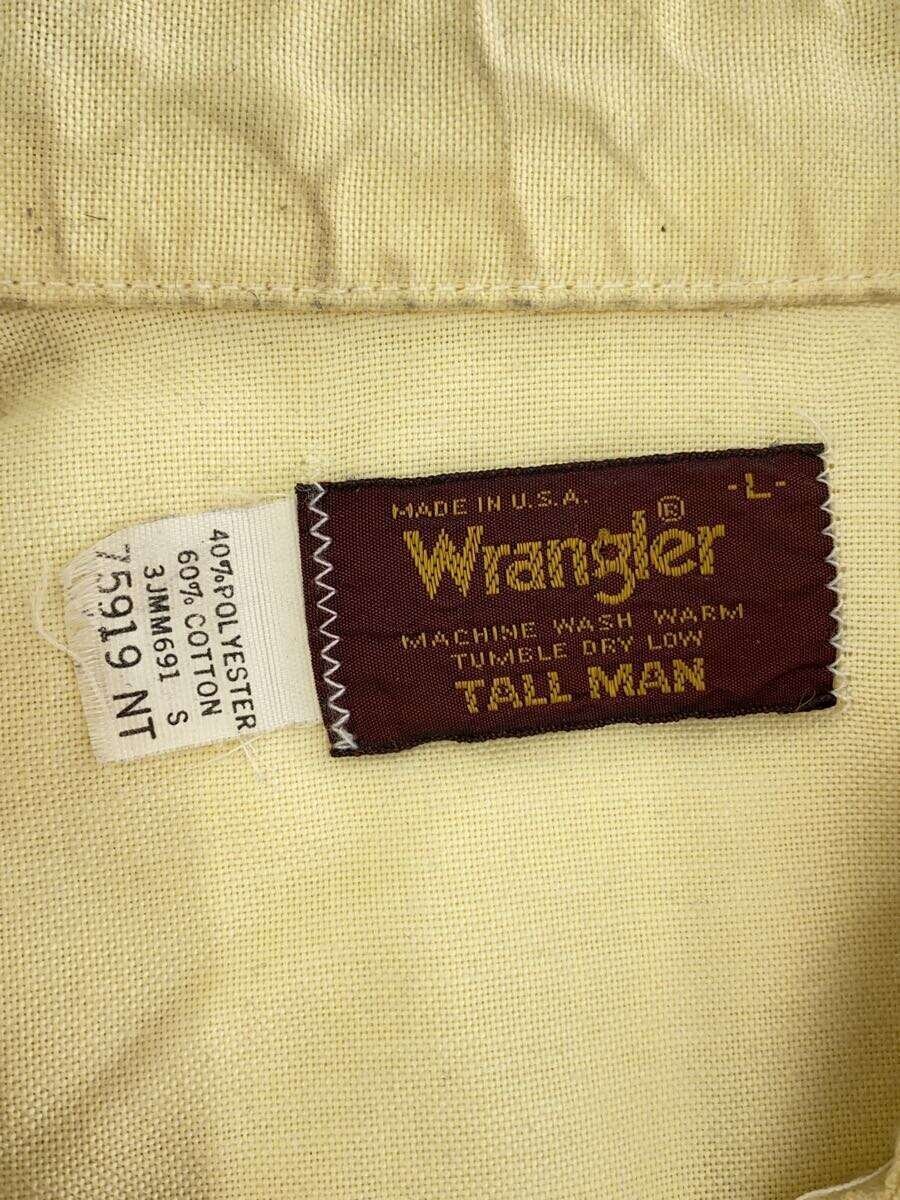 MADE IN U.S.A.
-L-
Wrangler®
MACHINE WASH WARM
TUMBLE DRY LOW
TALL MAN
40% POLYESTER
60% COTTON
3JMM691 S
75919 NT